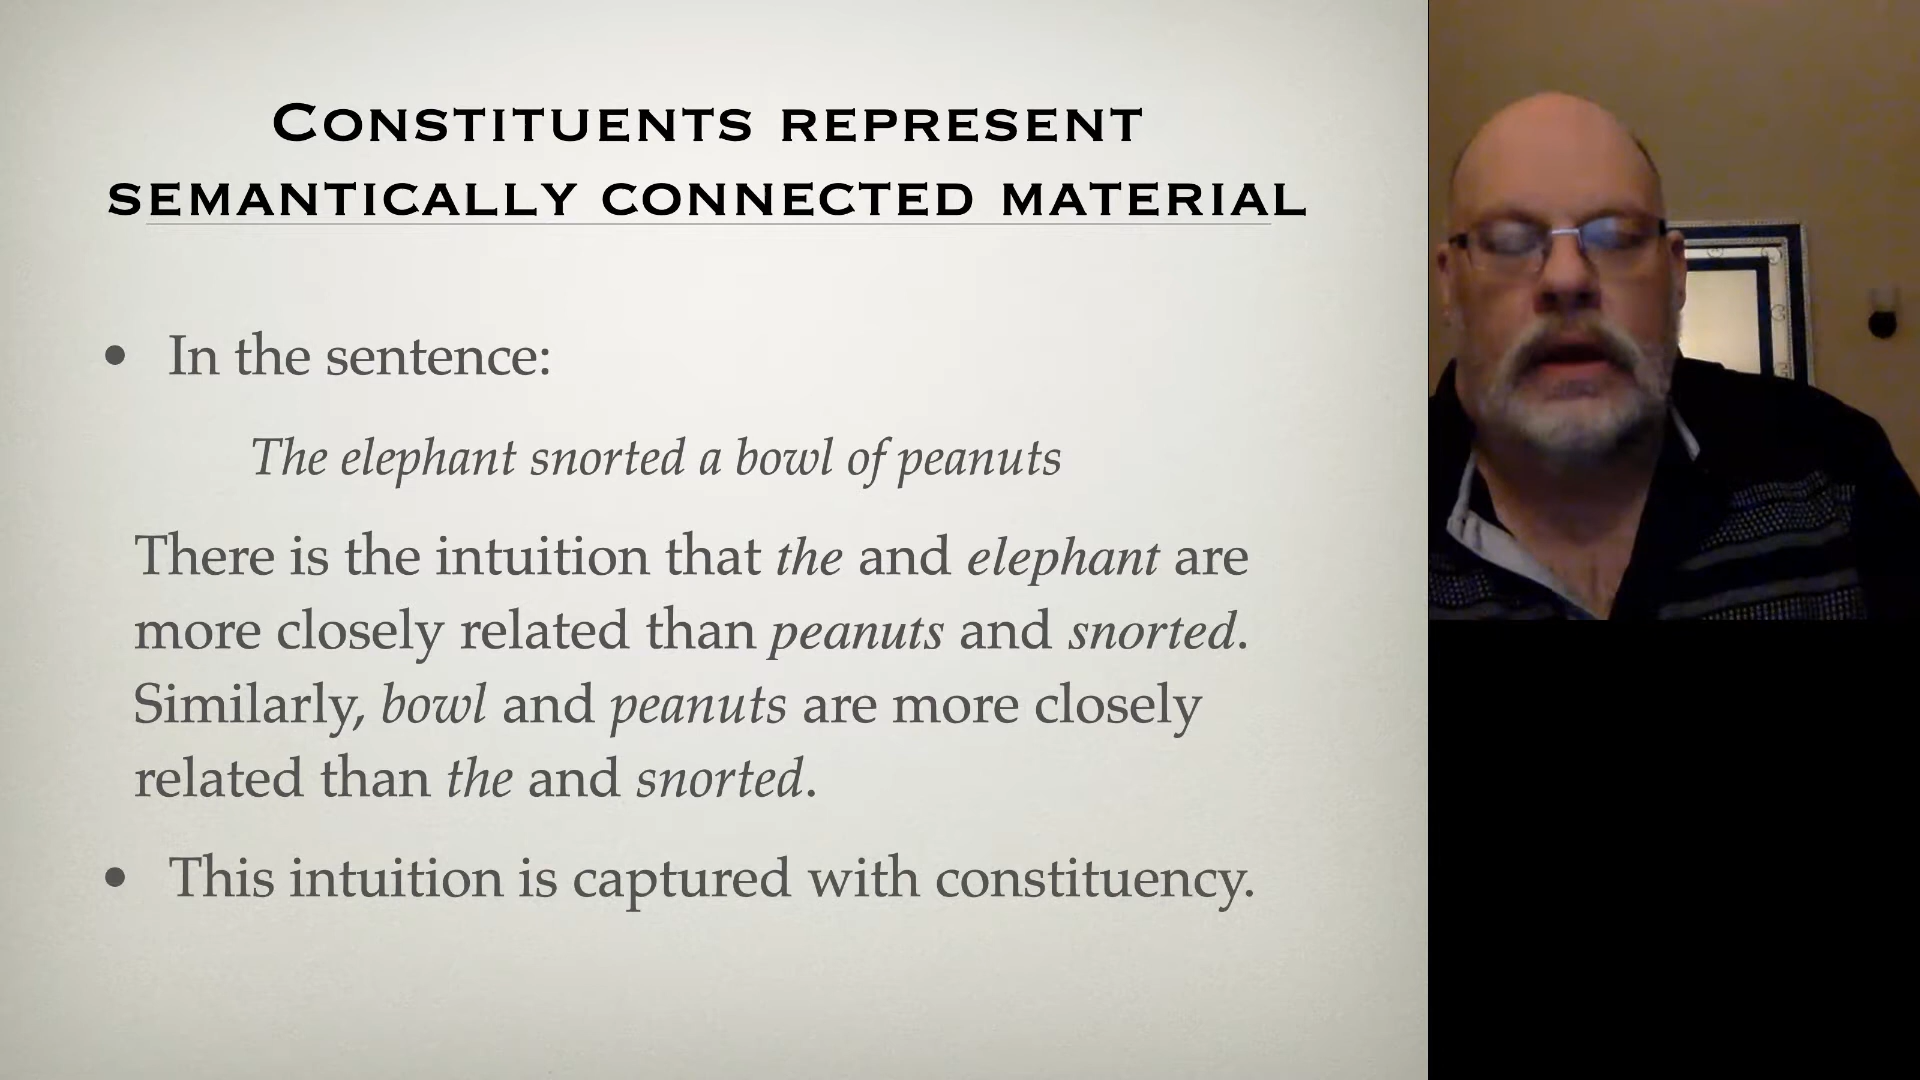 CONSTITUENTS REPRESENT
SEMANTICALLY CONNECTED MATERIAL
• In the sentence:
The elephant snorted a bowl of peanuts
There is the intuition that the and elephant are
more closely related than peanuts and snorted.
Similarly, bowl and peanuts are more closely
related than the and snorted.
• This intuition is captured with constituency.